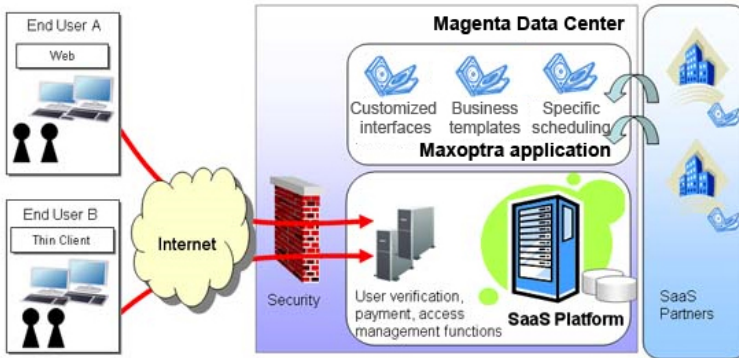 End User A
Web
End User B
Thin Client
Internet
Security
Magenta Data Center
Customized
interfaces
Business
templates
Specific
scheduling
Maxoptra application
User verification,
payment, access
management functions
SaaS Platform
SaaS
Partners